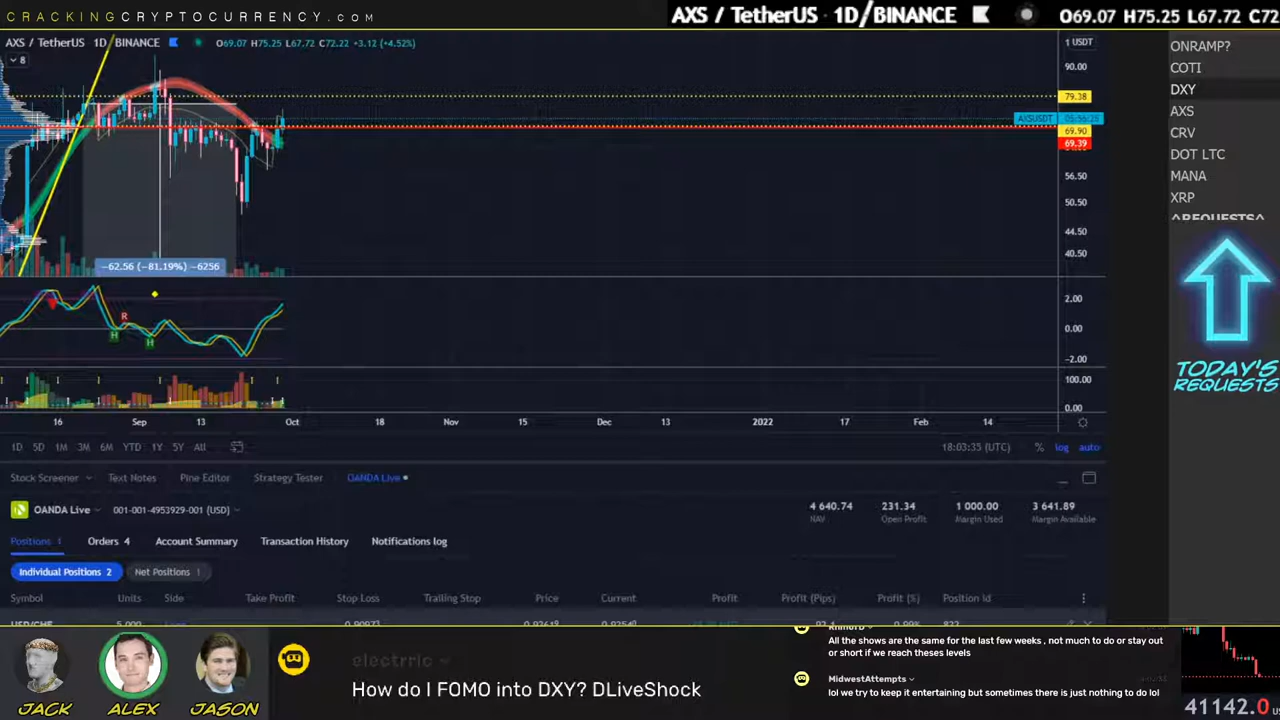 CRACKINGCRYPTOCURRENCY.com
AXS / TetherUS · 1D/BINANCE O69.07 H75.25 L67.72 C72
AXS / TetherUS 1D/BINANCE O69.07 H75.25 L67.72 C72.22 +3.12 (+4.52%)
8
1 USDT
90.00
79.38
AXSUSDT 05:56:25
69.90
69.39
56.50
50.50
44.50
40.50
−62.56 (−81.19%) −6256
2.00
0.00
−2.00
R
H
H
100.00
0.00
16 Sep 13 Oct 18 Nov 15 Dec 13 2022 17 Feb 14
1D 5D 1M 3M 6M YTD 1Y 5Y All
18:03:35 (UTC) % log auto
Stock Screener Text Notes Pine Editor Strategy Tester OANDA Live
OANDA Live 001-001-4953929-001 (USD)
4 640.74 231.34 1 000.00 3 641.89
NAV Open Profit Margin Used Margin Available
Positions 1 Orders 4 Account Summary Transaction History Notifications log
Individual Positions 2 Net Positions 1
Symbol Units Side Take Profit Stop Loss Trailing Stop Price Current Profit Profit (Pips) Profit (%) Position Id
USD/CHF 5,000
ONRAMP?
COTI
DXY
AXS
CRV
DOT LTC
MANA
XRP
^REQUESTS^
TODAY'S
REQUESTS
JACK ALEX JASON
electrric
How do I FOMO into DXY? DLiveShock
All the shows are the same for the last few weeks , not much to do or stay out
or short if we reach theses levels
MidwestAttempts
lol we try to keep it entertaining but sometimes there is just nothing to do lol
41142.0